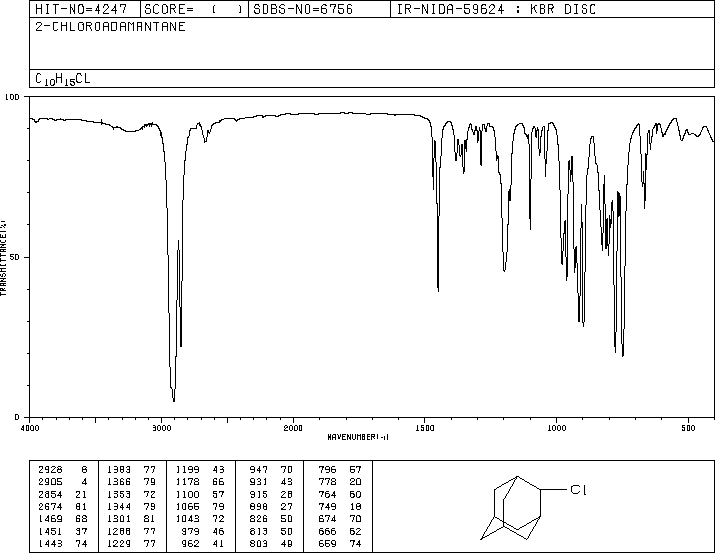 HIT-NO=4247 SCORE= ( ) SDBS-NO=6756 IR-NIDA-59624 : KBR DISC
2-CHLOROADAMANTANE
C10H15CL
100
50
0
TRANSMITTANCE(%)
4000 3000 2000 1500 1000 500
WAVENUMBER(-1)
2928 6 1383 77 1199 43 947 70 796 57
2905 4 1366 79 1178 66 931 43 778 20
2854 21 1353 72 1100 57 915 28 764 60
2674 81 1344 79 1065 79 898 27 749 18
1469 68 1301 81 1043 72 826 50 674 70
1451 37 1288 77 979 46 813 50 666 62
1443 74 1229 77 962 41 803 49 659 74
Cl